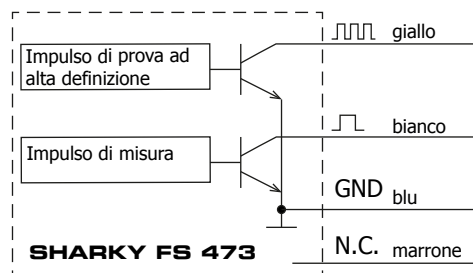 Impulso di prova ad
alta definizione
giallo
Impulso di misura
bianco
GND blu
SHARKY FS 473
N.C. marrone